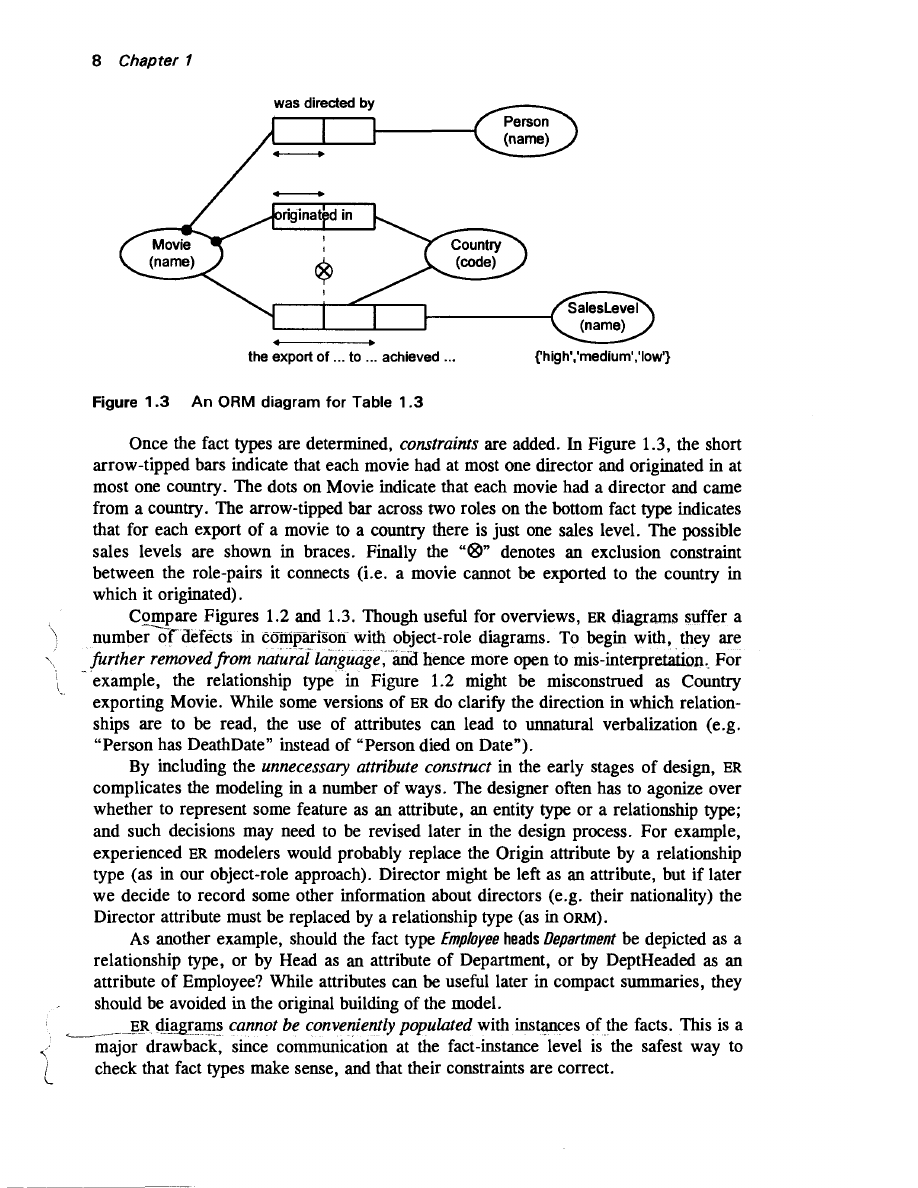 8 Chapter 1
was directed by
Person
(name)
originated in
Movie
(name)
Country
(code)
⊗
SalesLevel
(name)
the export of ... to ... achieved ...
{'high','medium','low'}
Figure 1.3 An ORM diagram for Table 1.3
Once the fact types are determined, constraints are added. In Figure 1.3, the short
arrow-tipped bars indicate that each movie had at most one director and originated in at
most one country. The dots on Movie indicate that each movie had a director and came
from a country. The arrow-tipped bar across two roles on the bottom fact type indicates
that for each export of a movie to a country there is just one sales level. The possible
sales levels are shown in braces. Finally the “⊗” denotes an exclusion constraint
between the role-pairs it connects (i.e. a movie cannot be exported to the country in
which it originated).
Compare Figures 1.2 and 1.3. Though useful for overviews, ER diagrams suffer a
number of defects in comparison with object-role diagrams. To begin with, they are
further removed from natural language, and hence more open to mis-interpretation. For
example, the relationship type in Figure 1.2 might be misconstrued as Country
exporting Movie. While some versions of ER do clarify the direction in which relation-
ships are to be read, the use of attributes can lead to unnatural verbalization (e.g.
“Person has DeathDate” instead of “Person died on Date”).
By including the unnecessary attribute construct in the early stages of design, ER
complicates the modeling in a number of ways. The designer often has to agonize over
whether to represent some feature as an attribute, an entity type or a relationship type;
and such decisions may need to be revised later in the design process. For example,
experienced ER modelers would probably replace the Origin attribute by a relationship
type (as in our object-role approach). Director might be left as an attribute, but if later
we decide to record some other information about directors (e.g. their nationality) the
Director attribute must be replaced by a relationship type (as in ORM).
As another example, should the fact type Employee heads Department be depicted as a
relationship type, or by Head as an attribute of Department, or by DeptHeaded as an
attribute of Employee? While attributes can be useful later in compact summaries, they
should be avoided in the original building of the model.
ER diagrams cannot be conveniently populated with instances of the facts. This is a
major drawback, since communication at the fact-instance level is the safest way to
check that fact types make sense, and that their constraints are correct.